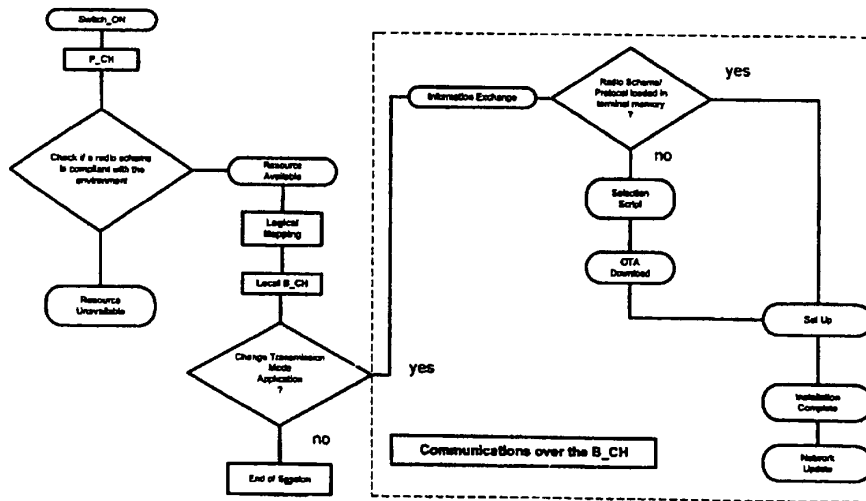 Switch_ON
P_CH
Check if a radio scheme
is compliant with the
environment
Resource
Unavailable
Resource
Available
Logical
Mapping
Local B_CH
Change Transmission
Mode
Application
?
yes
no
End of Session
Information Exchange
Radio Scheme/
Protocol loaded in
terminal memory
?
yes
no
Selection
Script
OTA
Download
Set Up
Installation
Complete
Network
Update
Communications over the B_CH